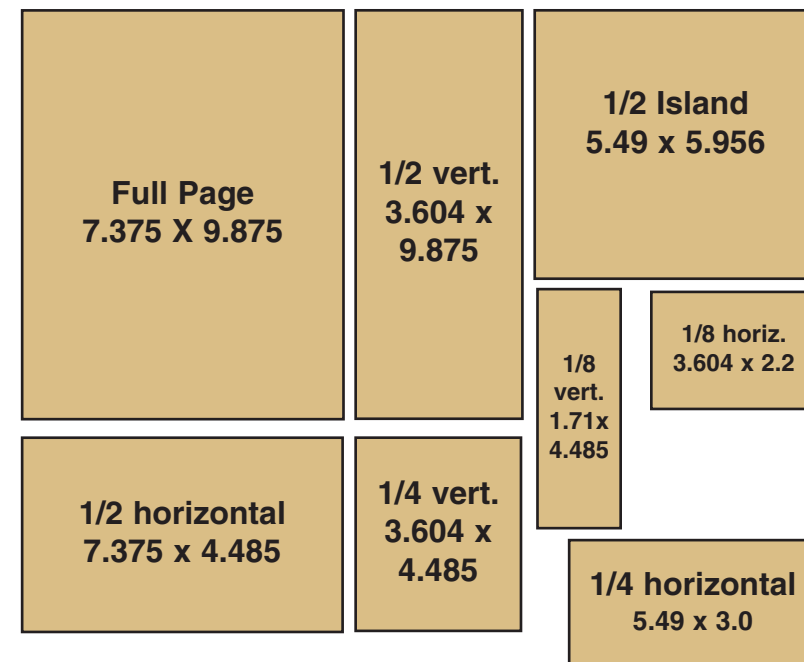 Full Page
7.375 X 9.875
1/2 vert.
3.604 x
9.875
1/2 Island
5.49 x 5.956
1/8
vert.
1.71x
4.485
1/8 horiz.
3.604 x 2.2
1/2 horizontal
7.375 x 4.485
1/4 vert.
3.604 x
4.485
1/4 horizontal
5.49 x 3.0